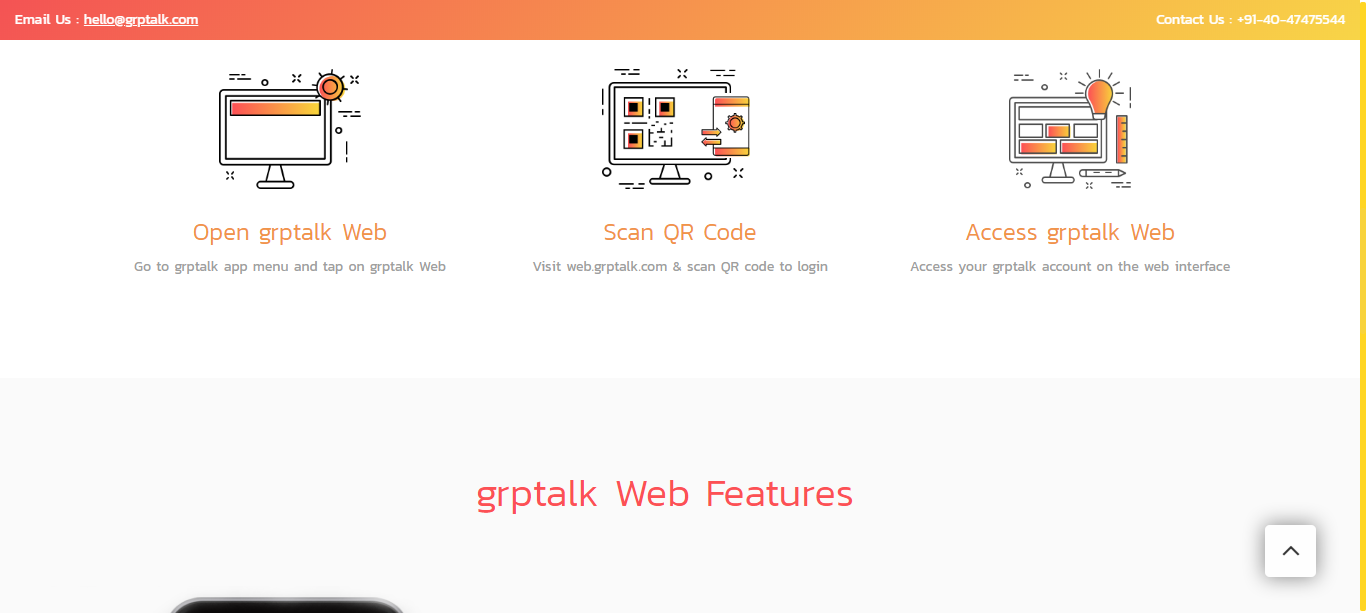 Email Us : hello@grptalk.com
Contact Us : +91-40-47475544
Open grptalk Web
Scan QR Code
Access grptalk Web
Go to grptalk app menu and tap on grptalk Web
Visit web.grptalk.com & scan QR code to login
Access your grptalk account on the web interface
grptalk Web Features